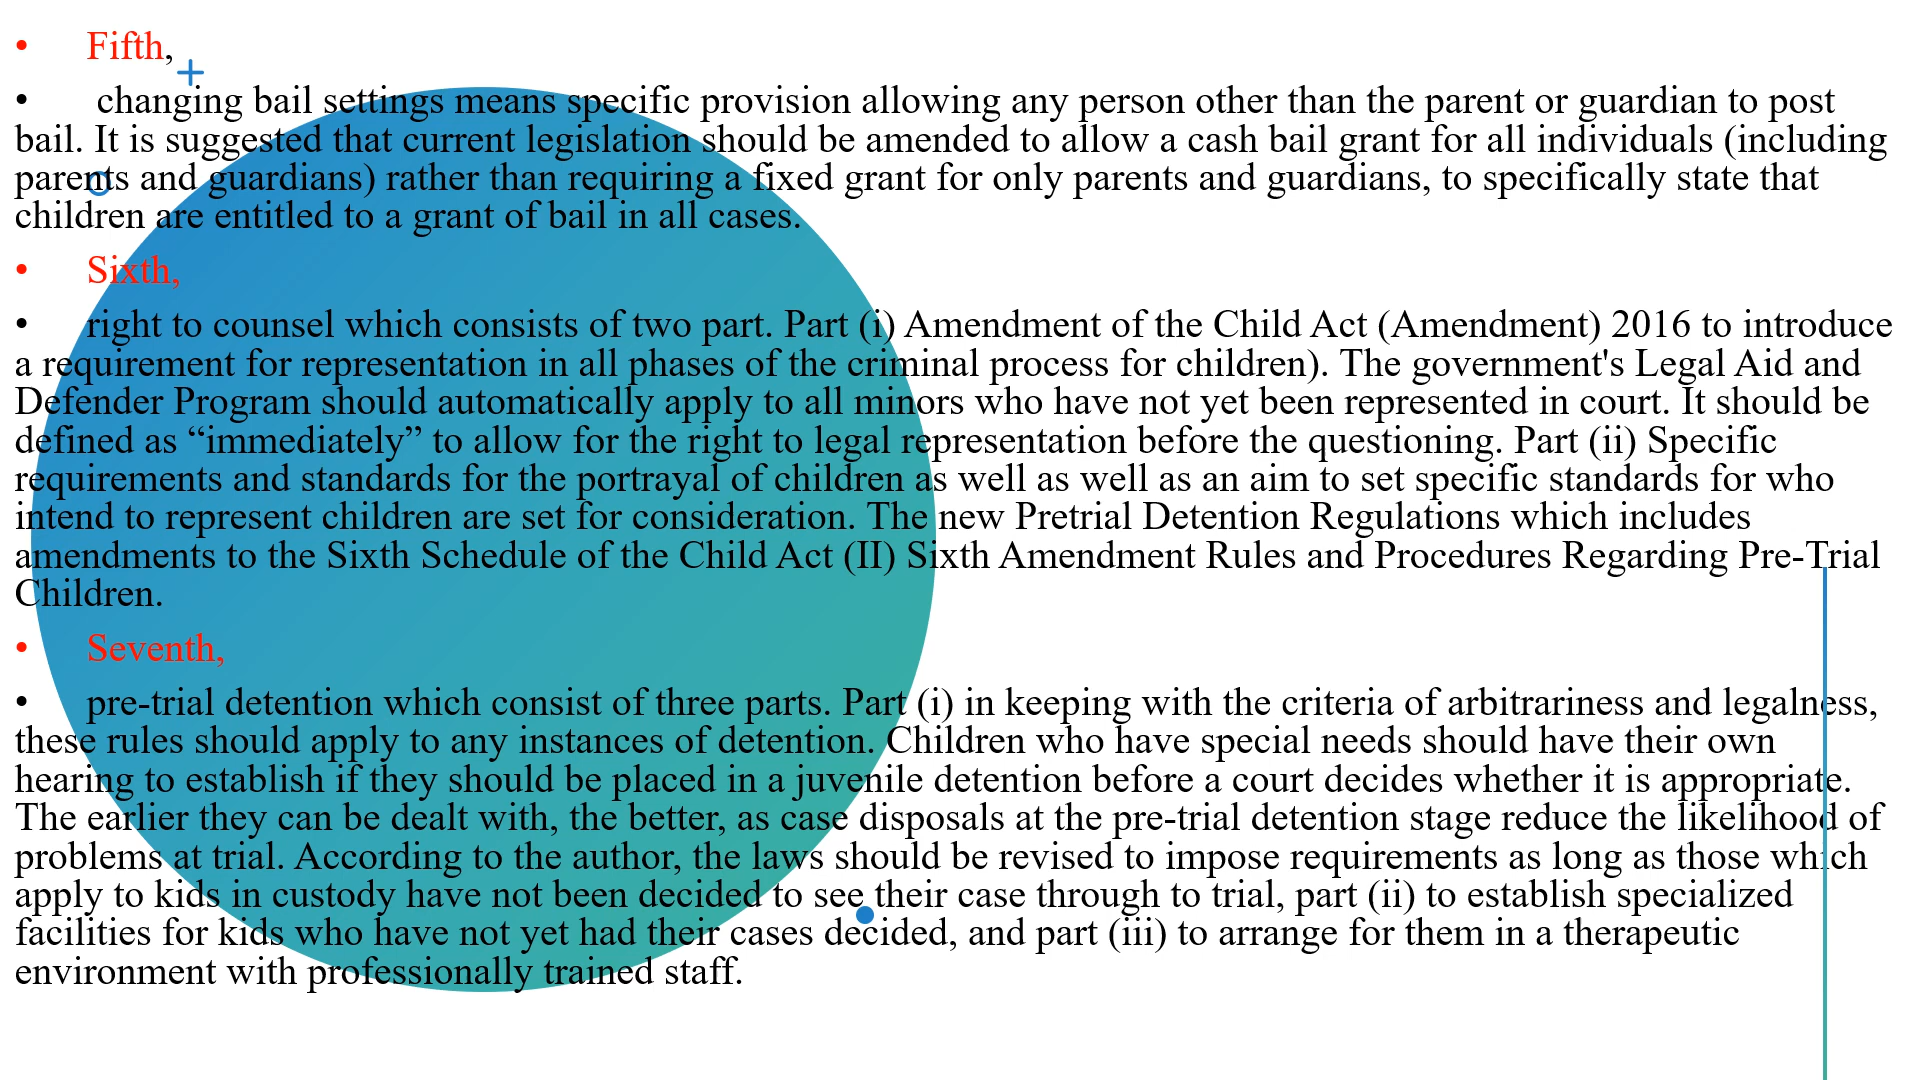 • Fifth,
• changing bail settings means specific provision allowing any person other than the parent or guardian to post
bail. It is suggested that current legislation should be amended to allow a cash bail grant for all individuals (including
parents and guardians) rather than requiring a fixed grant for only parents and guardians, to specifically state that
children are entitled to a grant of bail in all cases.
• Sixth,
• right to counsel which consists of two part. Part (i) Amendment of the Child Act (Amendment) 2016 to introduce
a requirement for representation in all phases of the criminal process for children). The government's Legal Aid and
Defender Program should automatically apply to all minors who have not yet been represented in court. It should be
defined as “immediately” to allow for the right to legal representation before the questioning. Part (ii) Specific
requirements and standards for the portrayal of children as well as well as an aim to set specific standards for who
intend to represent children are set for consideration. The new Pretrial Detention Regulations which includes
amendments to the Sixth Schedule of the Child Act (II) Sixth Amendment Rules and Procedures Regarding Pre-Trial
Children.
• Seventh,
• pre-trial detention which consist of three parts. Part (i) in keeping with the criteria of arbitrariness and legalness,
these rules should apply to any instances of detention. Children who have special needs should have their own
hearing to establish if they should be placed in a juvenile detention before a court decides whether it is appropriate.
The earlier they can be dealt with, the better, as case disposals at the pre-trial detention stage reduce the likelihood of
problems at trial. According to the author, the laws should be revised to impose requirements as long as those which
apply to kids in custody have not been decided to see their case through to trial, part (ii) to establish specialized
facilities for kids who have not yet had their cases decided, and part (iii) to arrange for them in a therapeutic
environment with professionally trained staff.